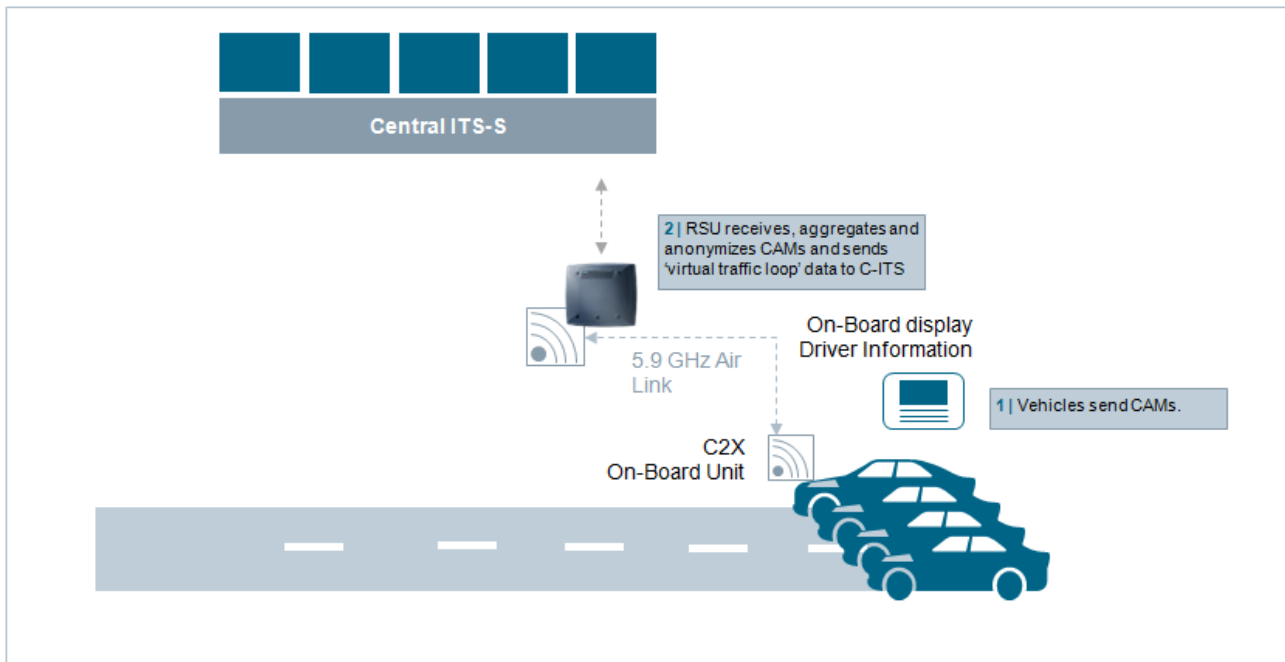 Central ITS-S
2 | RSU receives, aggregates and
anonymizes CAMs and sends
‘virtual traffic loop’ data to C-ITS
On-Board display
Driver Information
5.9 GHz Air
Link
1 | Vehicles send CAMs.
C2X
On-Board Unit